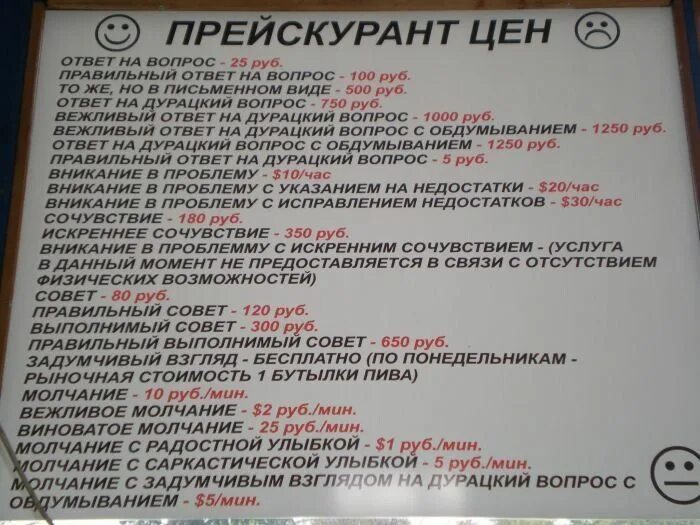 ПРЕЙСКУРАНТ ЦЕН
ОТВЕТ НА ВОПРОС - 25 руб.
ПРАВИЛЬНЫЙ ОТВЕТ НА ВОПРОС - 100 руб.
ТО ЖЕ, НО В ПИСЬМЕННОМ ВИДЕ - 500 руб.
ОТВЕТ НА ДУРАЦКИЙ ВОПРОС - 750 руб.
ВЕЖЛИВЫЙ ОТВЕТ НА ДУРАЦКИЙ ВОПРОС - 1000 руб.
ВЕЖЛИВЫЙ ОТВЕТ НА ДУРАЦКИЙ ВОПРОС С ОБДУМЫВАНИЕМ - 1250 руб.
ОТВЕТ НА ДУРАЦКИЙ ВОПРОС С ОБДУМЫВАНИЕМ - 1250 руб.
ПРАВИЛЬНЫЙ ОТВЕТ НА ДУРАЦКИЙ ВОПРОС - 5 руб.
ВНИКАНИЕ В ПРОБЛЕМУ - $10/час
ВНИКАНИЕ В ПРОБЛЕМУ С УКАЗАНИЕМ НА НЕДОСТАТКИ - $20/час
ВНИКАНИЕ В ПРОБЛЕМУ С ИСПРАВЛЕНИЕМ НЕДОСТАТКОВ - $30/час
СОЧУВСТВИЕ - 180 руб.
ИСКРЕННЕЕ СОЧУВСТВИЕ - 350 руб.
ВНИКАНИЕ В ПРОБЛЕММУ С ИСКРЕННИМ СОЧУВСТВИЕМ - (УСЛУГА
В ДАННЫЙ МОМЕНТ НЕ ПРЕДОСТАВЛЯЕТСЯ В СВЯЗИ С ОТСУТСТВИЕМ
ФИЗИЧЕСКИХ ВОЗМОЖНОСТЕЙ)
СОВЕТ - 80 руб.
ПРАВИЛЬНЫЙ СОВЕТ - 120 руб.
ВЫПОЛНИМЫЙ СОВЕТ - 300 руб.
ПРАВИЛЬНЫЙ ВЫПОЛНИМЫЙ СОВЕТ - 650 руб.
ЗАДУМЧИВЫЙ ВЗГЛЯД - БЕСПЛАТНО (ПО ПОНЕДЕЛЬНИКАМ -
РЫНОЧНАЯ СТОИМОСТЬ 1 БУТЫЛКИ ПИВА)
МОЛЧАНИЕ - 10 руб./мин.
ВЕЖЛИВОЕ МОЛЧАНИЕ - $2 руб./мин.
ВИНОВАТОЕ МОЛЧАНИЕ - 25 руб./мин.
МОЛЧАНИЕ С РАДОСТНОЙ УЛЫБКОЙ - $1 руб./мин.
МОЛЧАНИЕ С САРКАСТИЧЕСКОЙ УЛЫБКОЙ - 5 руб./мин.
МОЛЧАНИЕ С ЗАДУМЧИВЫМ ВЗГЛЯДОМ НА ДУРАЦКИЙ ВОПРОС С
ОБДУМЫВАНИЕМ - $5/мин.